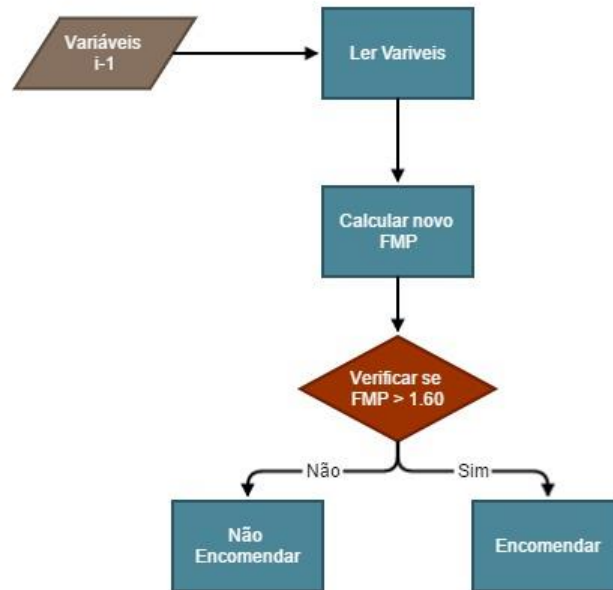 Variáveis
i-1
Ler Variveis
Calcular novo
FMP
Verificar se
FMP > 1.60
Não
Sim
Não
Encomendar
Encomendar